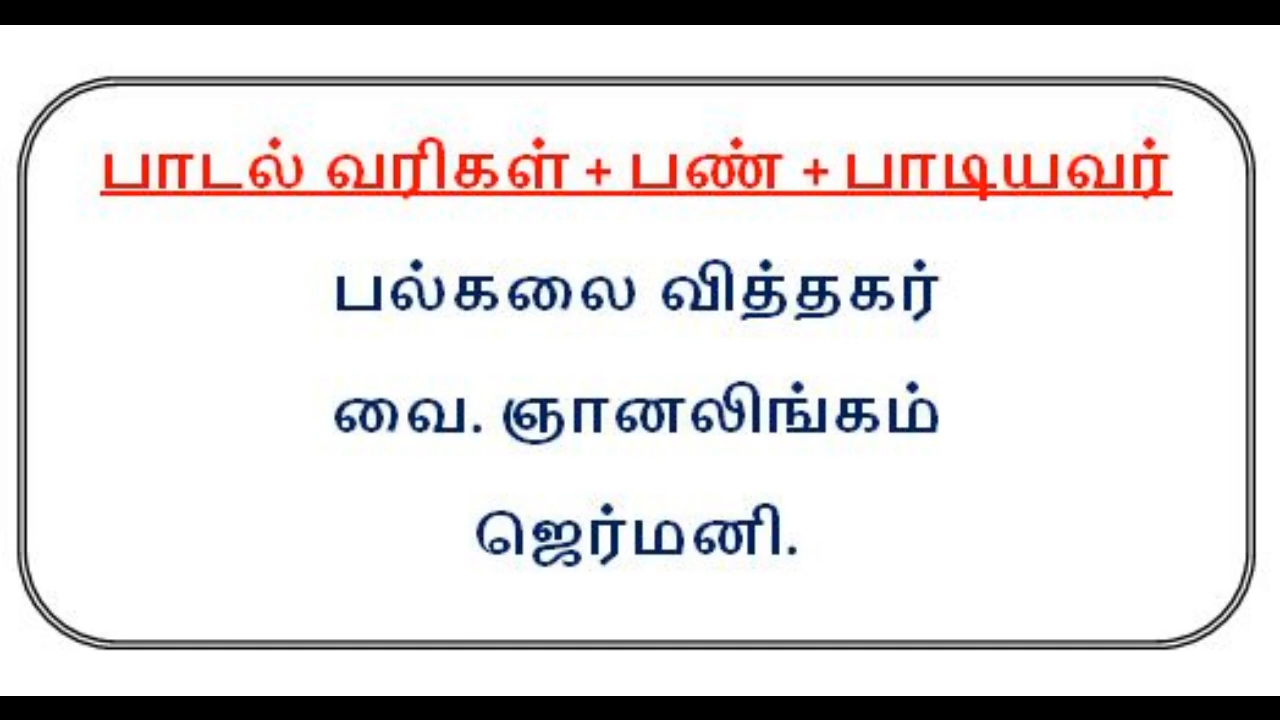 பாடல் வரிகள் + பண் + பாடியவர்
பல்கலை வித்தகர்
வை. ஞானலிங்கம்
ஜெர்மனி.